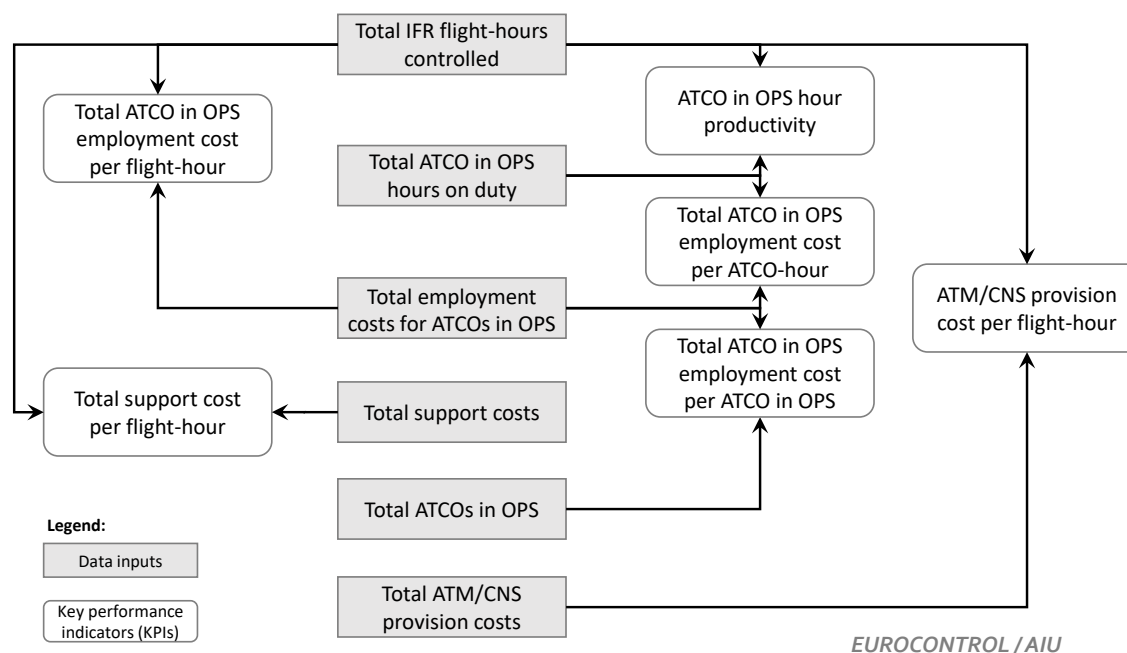 Total IFR flight-hours
controlled
Total ATCO in OPS
employment cost
per flight-hour
ATCO in OPS hour
productivity
Total ATCO in OPS
hours on duty
Total ATCO in OPS
employment cost
per ATCO-hour
Total employment
costs for ATCOs in OPS
ATM/CNS provision
cost per flight-hour
Total ATCO in OPS
employment cost
per ATCO in OPS
Total support cost
per flight-hour
Total support costs
Total ATCOs in OPS
Legend:
Data inputs
Key performance
indicators (KPIs)
Total ATM/CNS
provision costs
EUROCONTROL / AIU